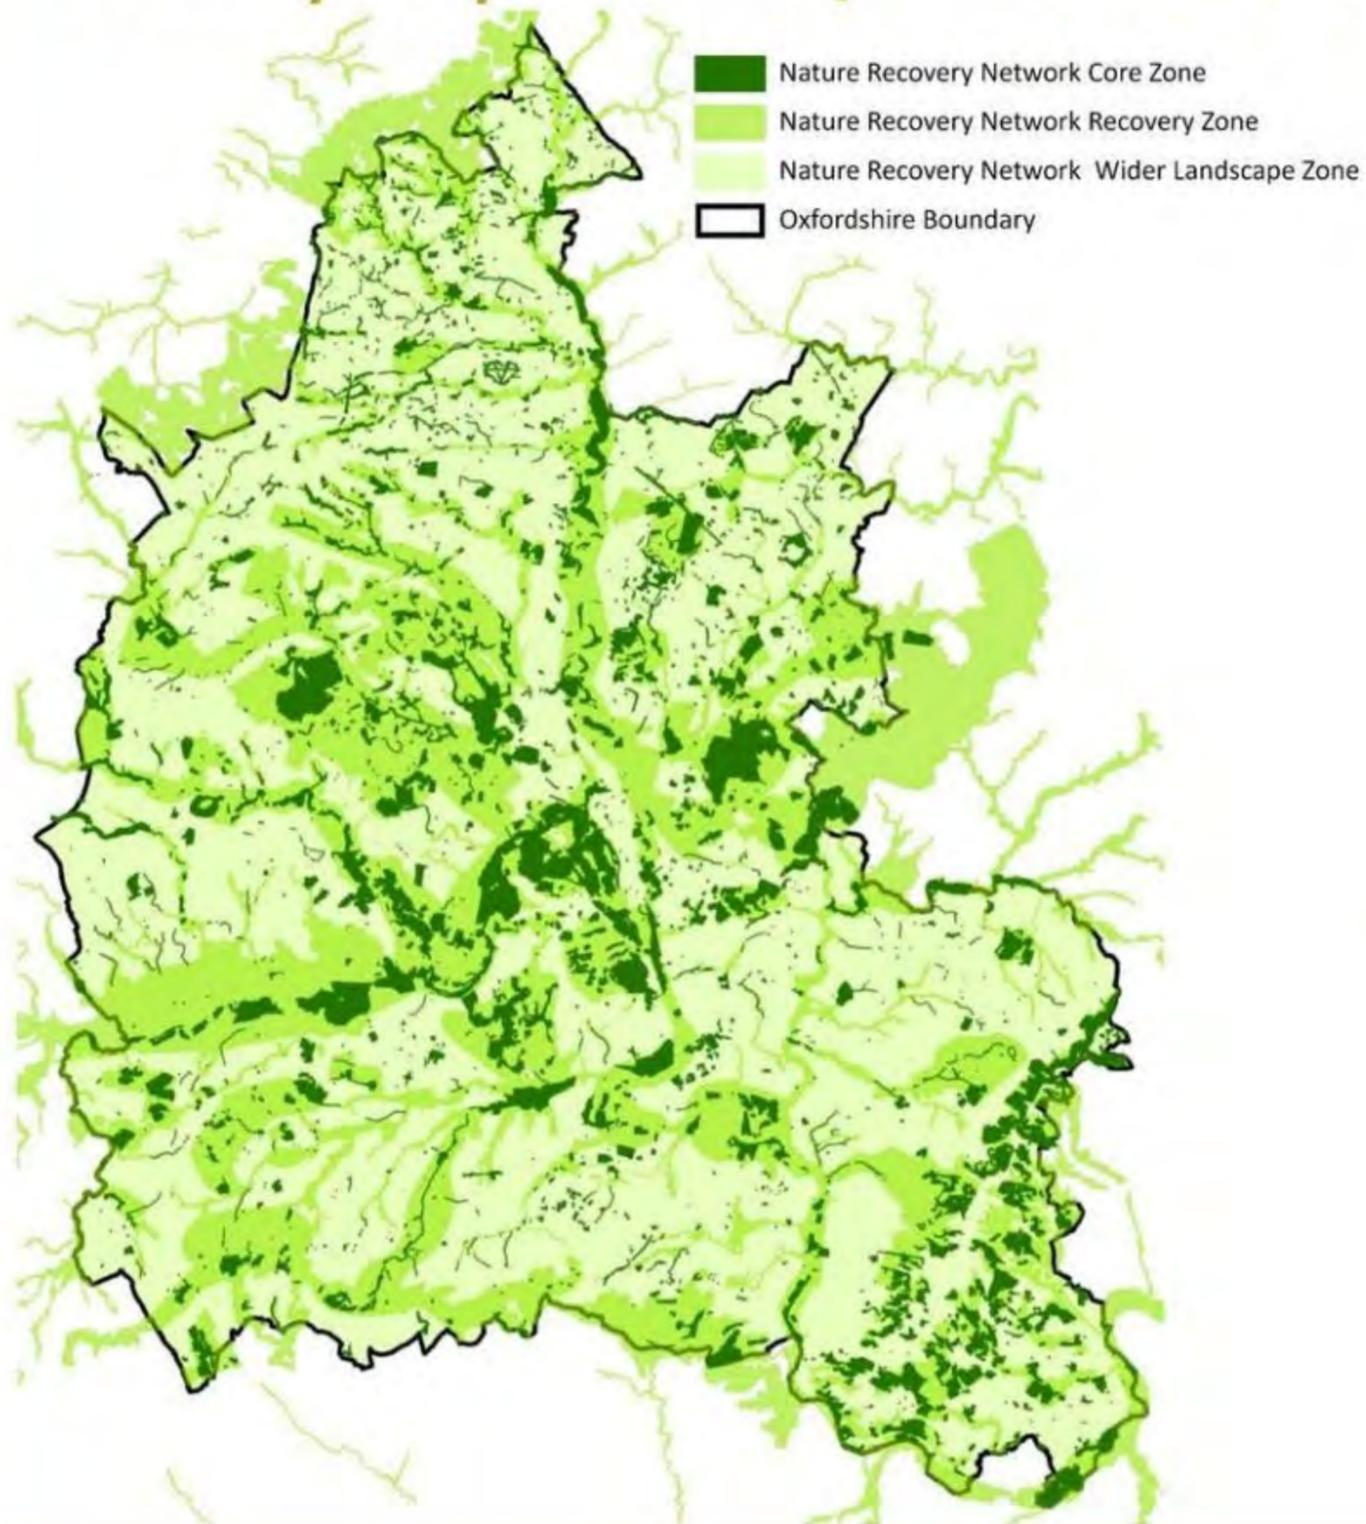 Nature Recovery Network Core Zone
Nature Recovery Network Recovery Zone
Nature Recovery Network Wider Landscape Zone
Oxfordshire Boundary